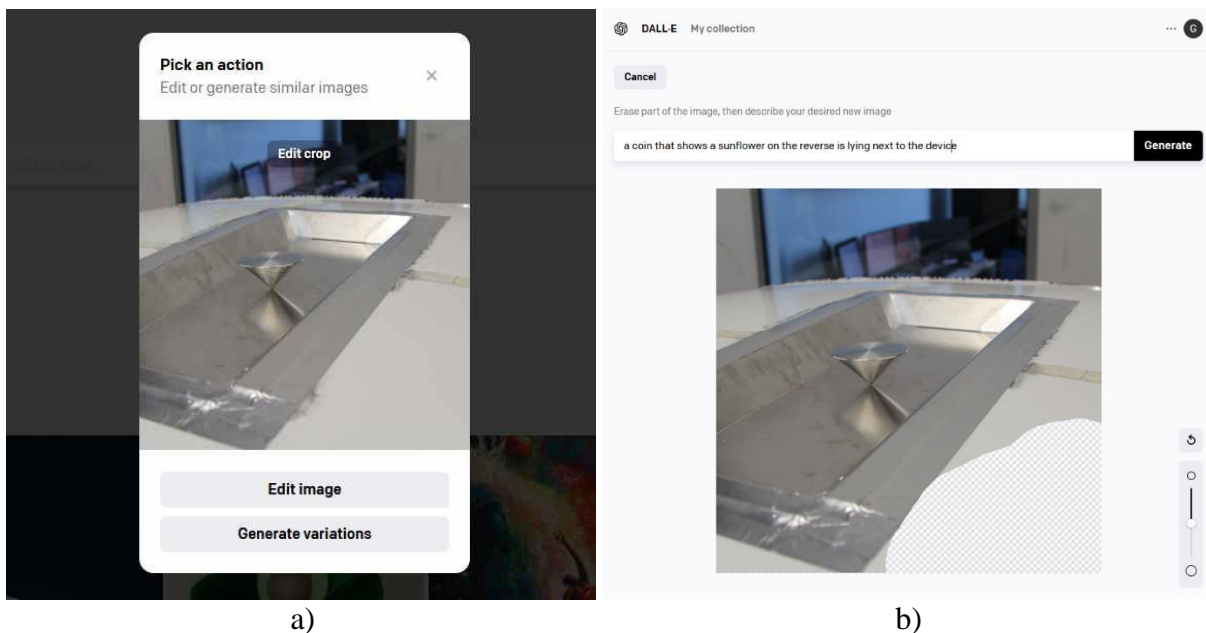 Pick an action
Edit or generate similar images
Edit crop
Edit image
Generate variations
a)
DALL·E My collection
... G
Cancel
Erase part of the image, then describe your desired new image
a coin that shows a sunflower on the reverse is lying next to the device
Generate
b)